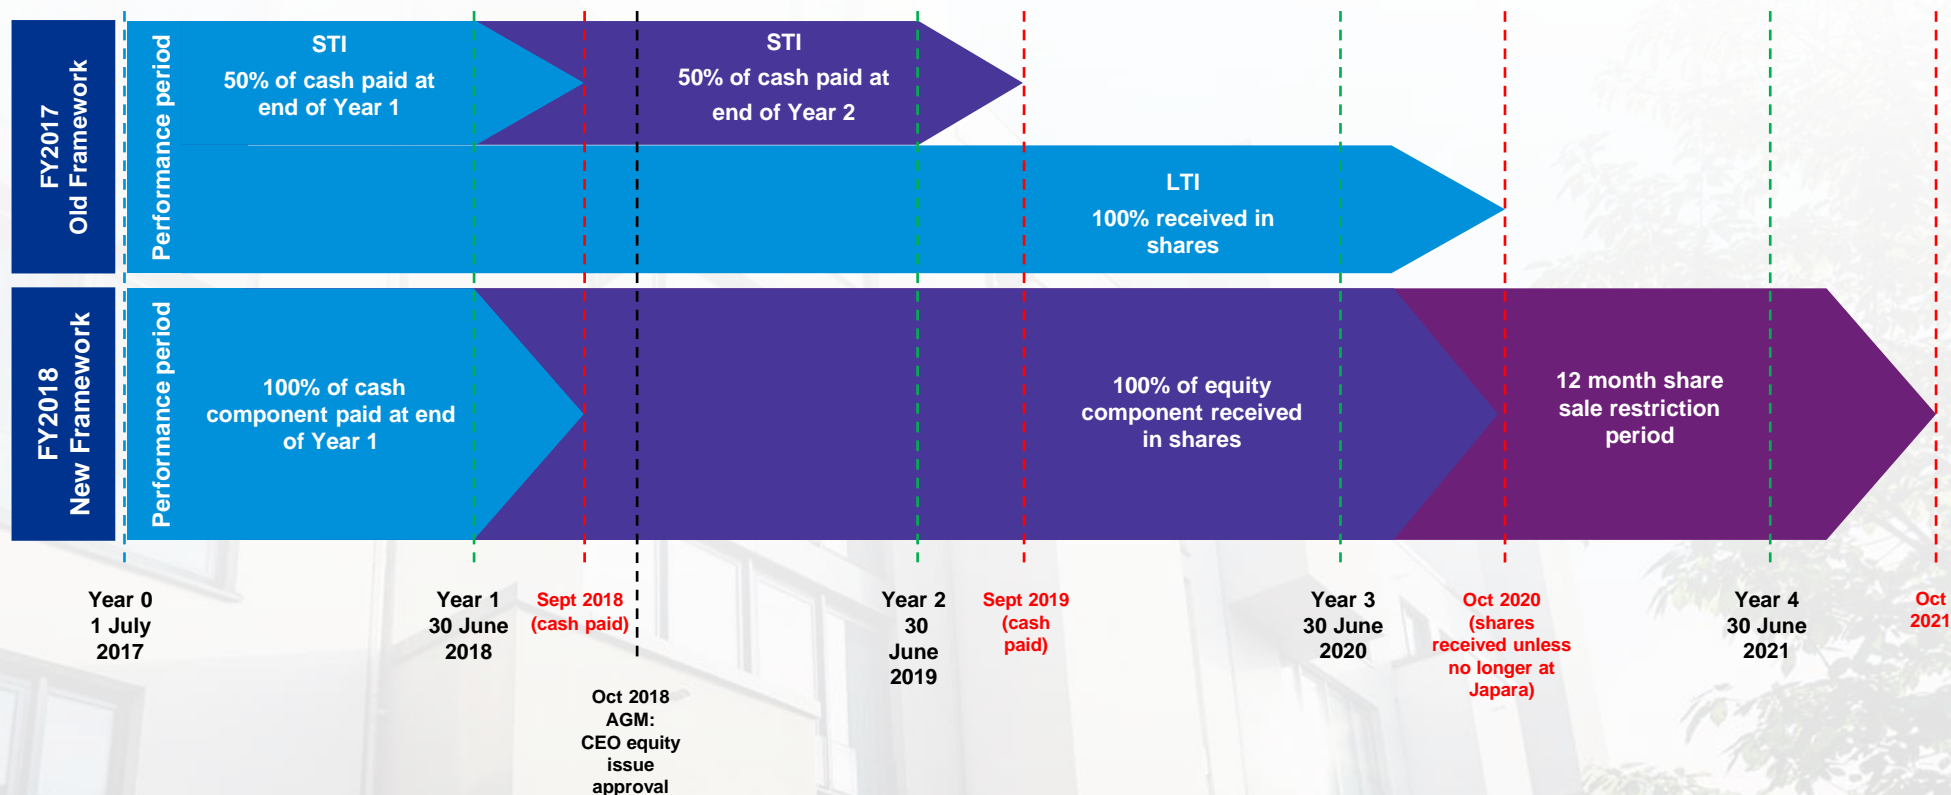 FY2017
Old Framework
Performance period
STI
50% of cash paid at
end of Year 1
STI
50% of cash paid at
end of Year 2
LTI
100% received in
shares
FY2018
New Framework
Performance period
100% of cash
component paid at end
of Year 1
100% of equity
component received
in shares
12 month share
sale restriction
period
Year 0
1 July
2017
Year 1
30 June
2018
Sept 2018
(cash paid)
Oct 2018
AGM:
CEO equity
issue
approval
Year 2
30
June
2019
Sept 2019
(cash
paid)
Year 3
30 June
2020
Oct 2020
(shares
received unless
no longer at
Japara)
Year 4
30 June
2021
Oct
2021